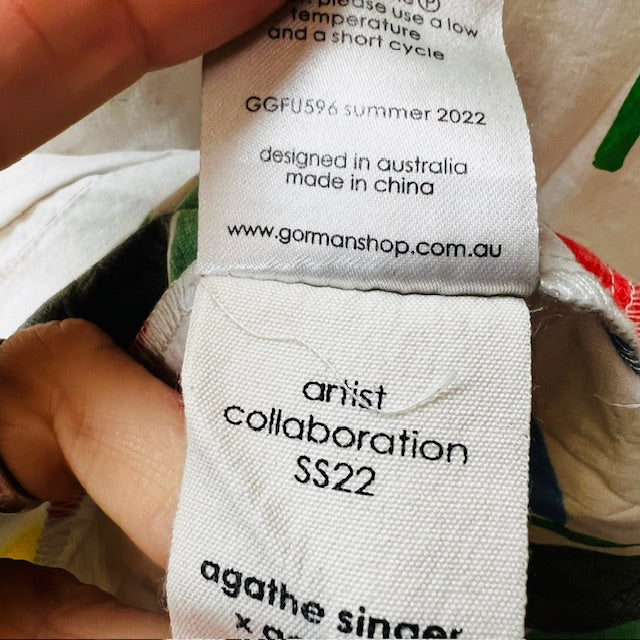 please use a low
temperature
and a short cycle
GGFU596 summer 2022
designed in australia
made in china
www.gormanshop.com.au
artist
collaboration
SS22
agathe singer
x